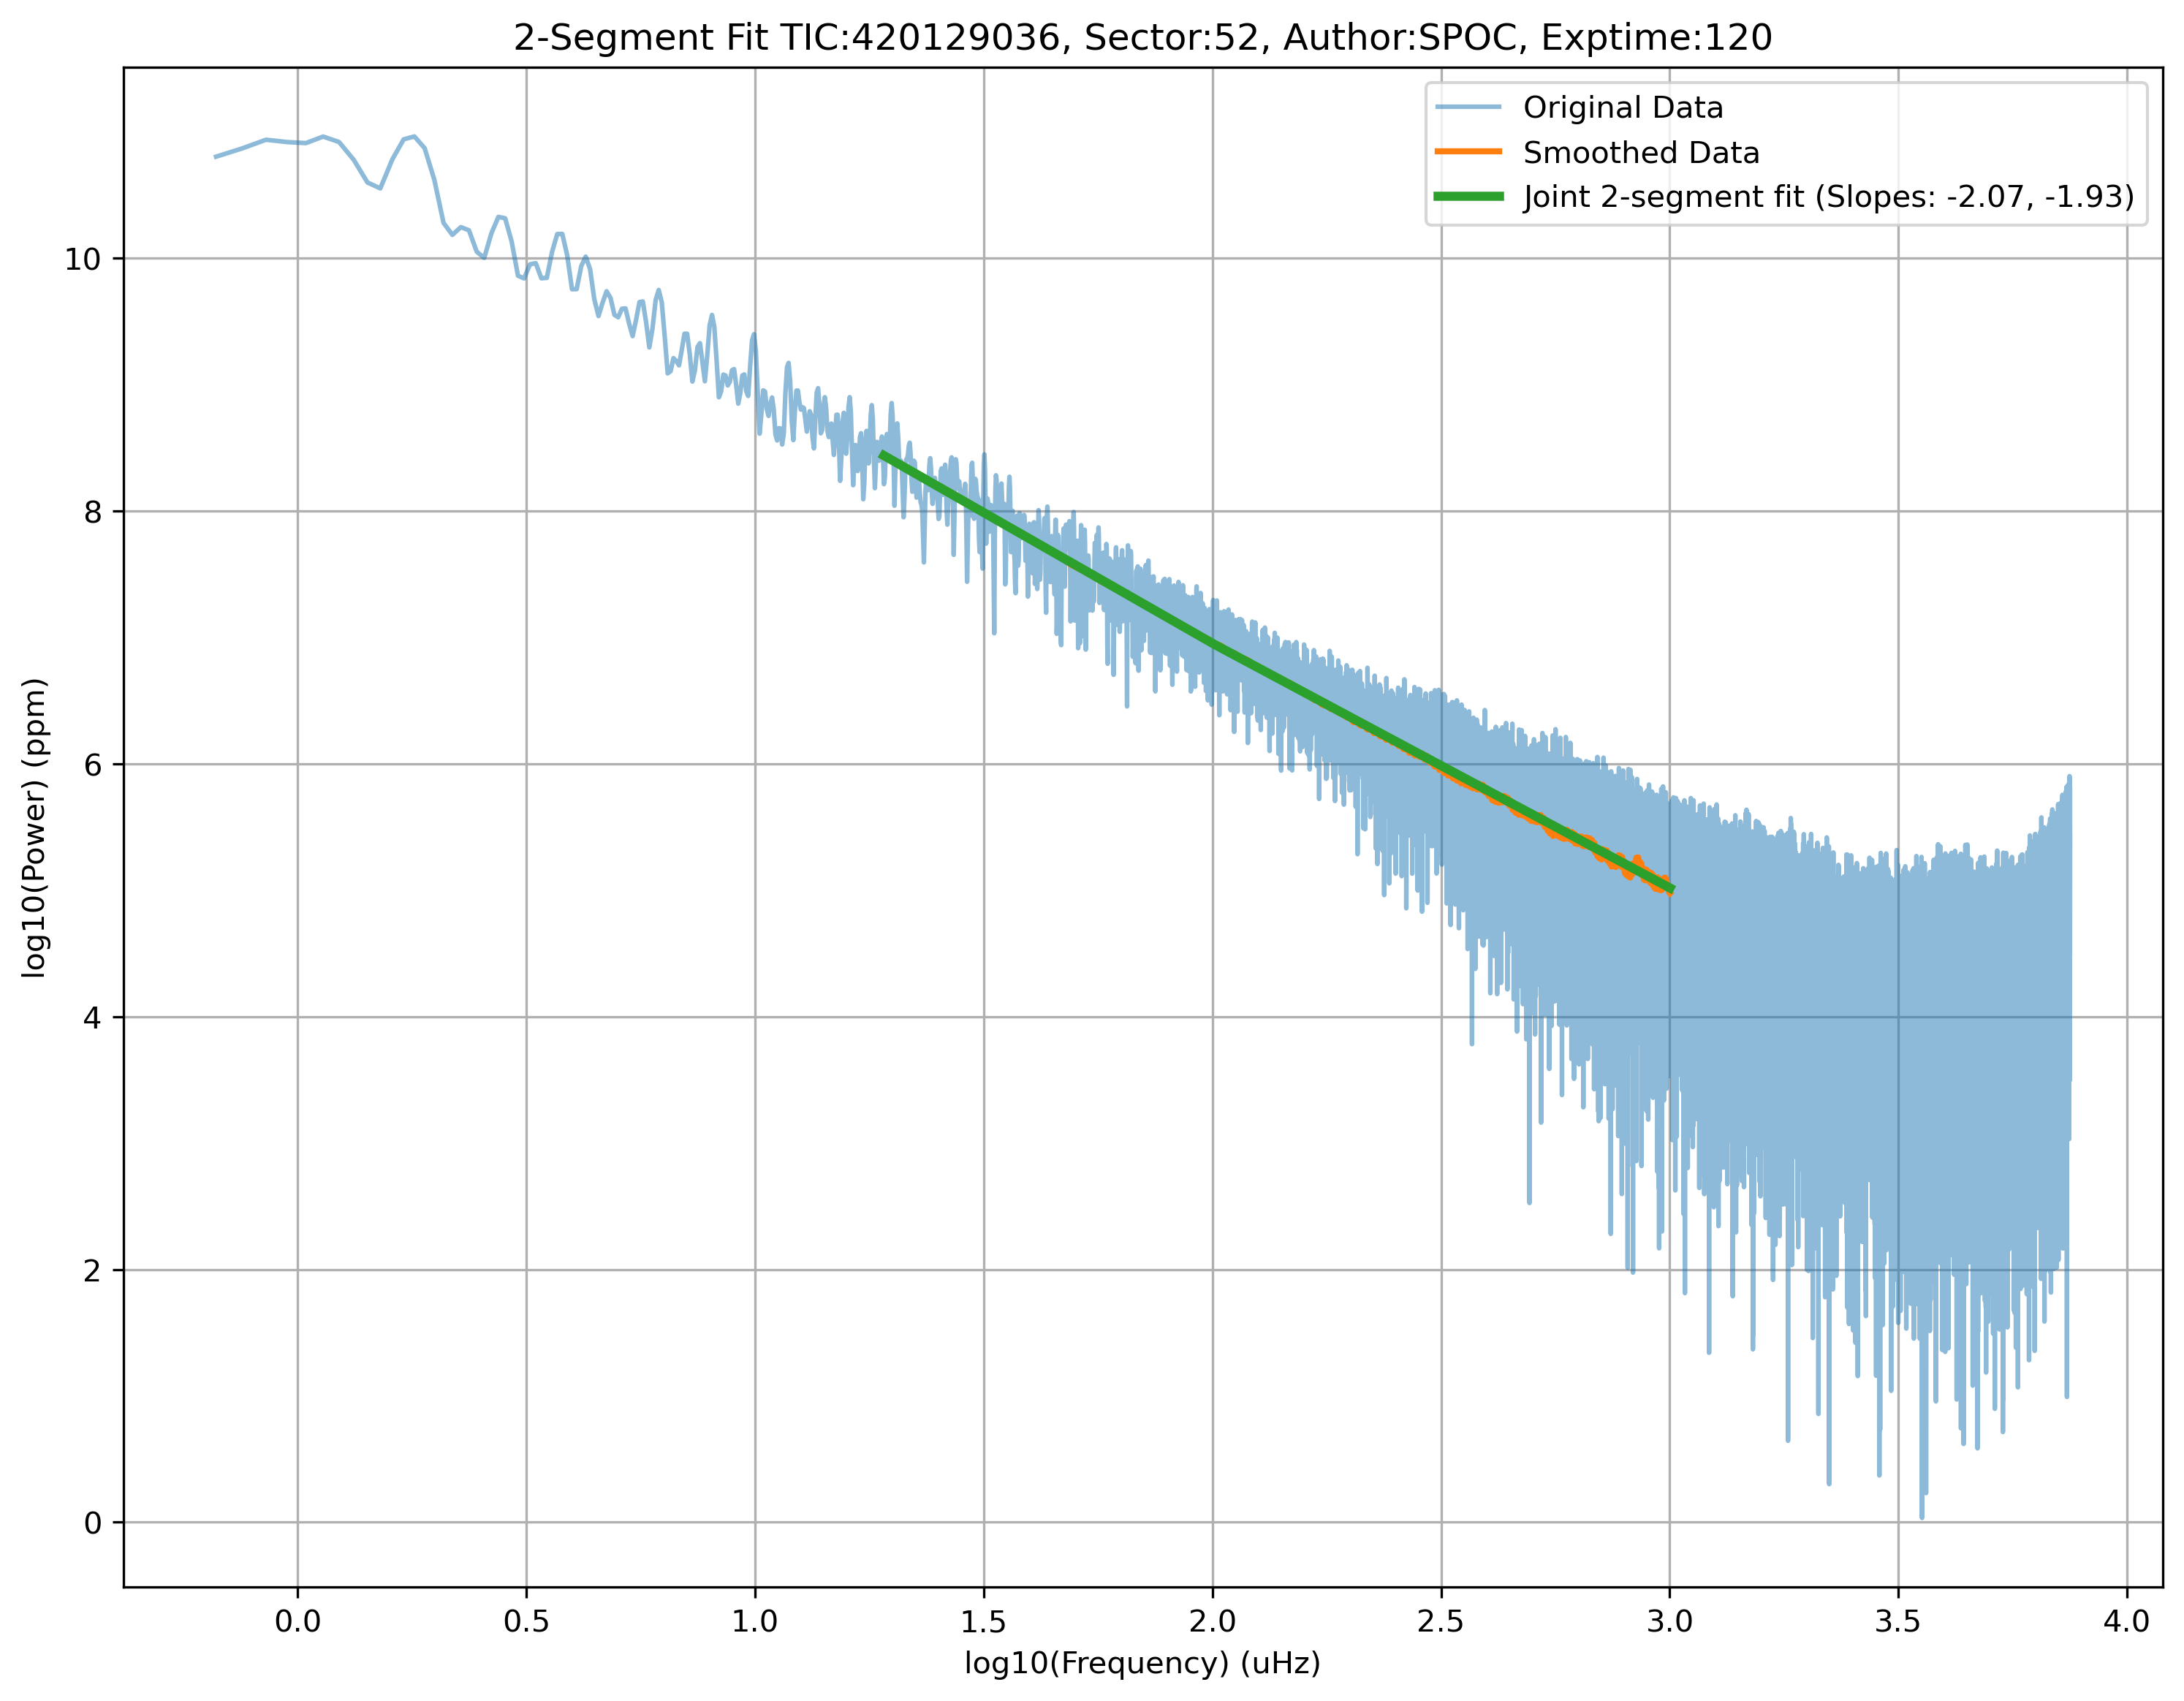 2-Segment Fit TIC:420129036, Sector:52, Author:SPOC, Exptime:120
Original Data
Smoothed Data
Joint 2-segment fit (Slopes: -2.07, -1.93)
10
8
6
4
2
0
log10(Power) (ppm)
0.0 0.5 1.0 1.5 2.0 2.5 3.0 3.5 4.0
log10(Frequency) (uHz)